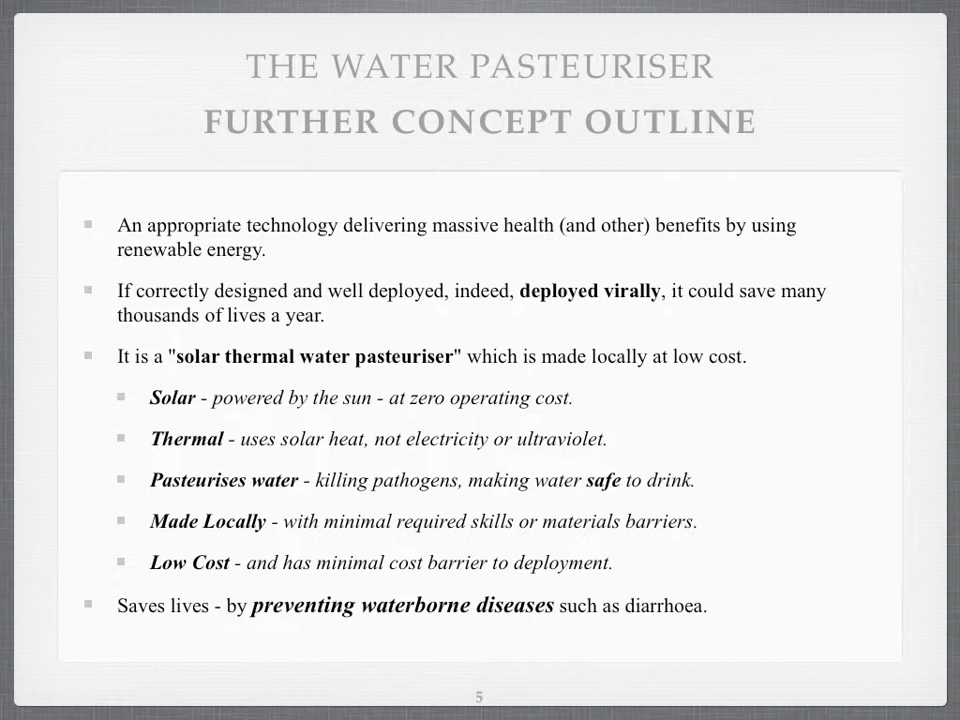 THE WATER PASTEURISER
FURTHER CONCEPT OUTLINE
An appropriate technology delivering massive health (and other) benefits by using
renewable energy.
If correctly designed and well deployed, indeed, deployed virally, it could save many
thousands of lives a year.
It is a "solar thermal water pasteuriser" which is made locally at low cost.
Solar - powered by the sun - at zero operating cost.
Thermal - uses solar heat, not electricity or ultraviolet.
Pasteurises water - killing pathogens, making water safe to drink.
Made Locally - with minimal required skills or materials barriers.
Low Cost - and has minimal cost barrier to deployment.
Saves lives - by preventing waterborne diseases such as diarrhoea.
5